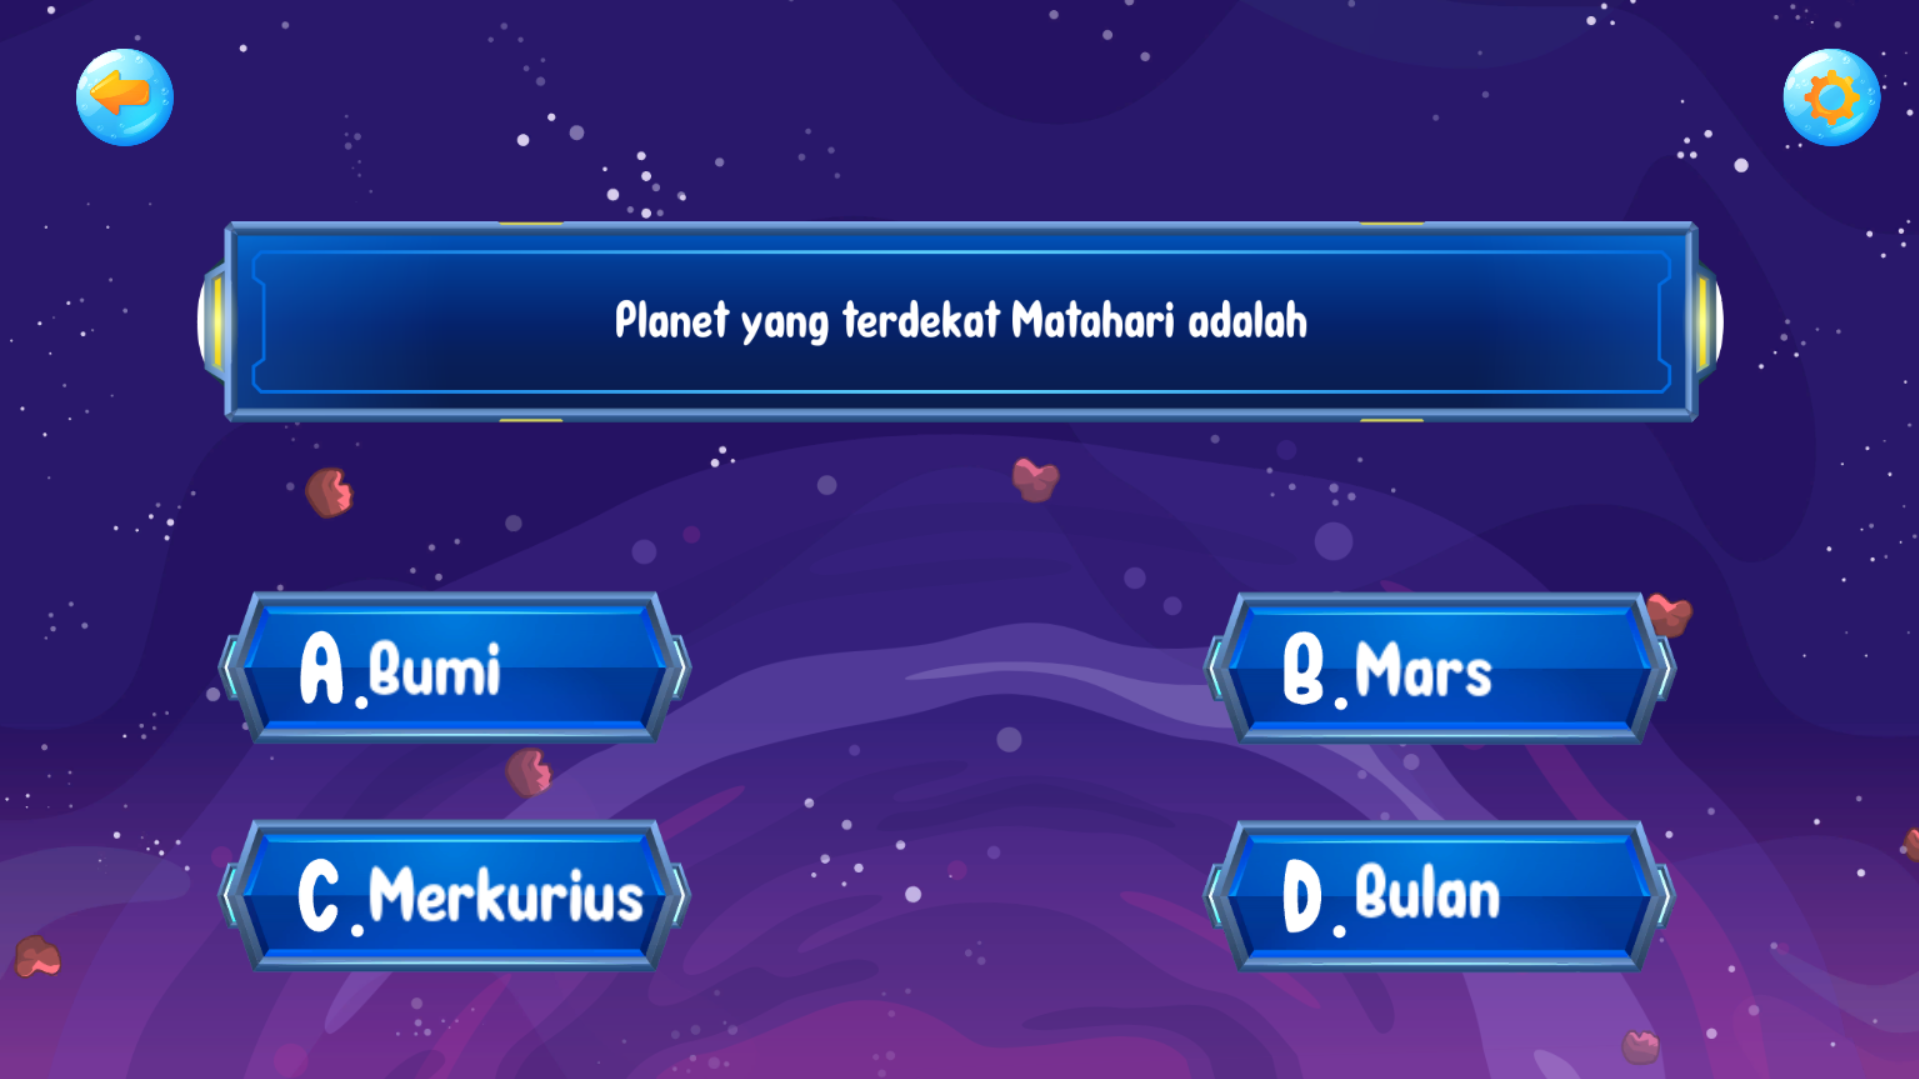 Planet yang terdekat Matahari adalah
A.Bumi
B.Mars
C.Merkurius
D.Bulan